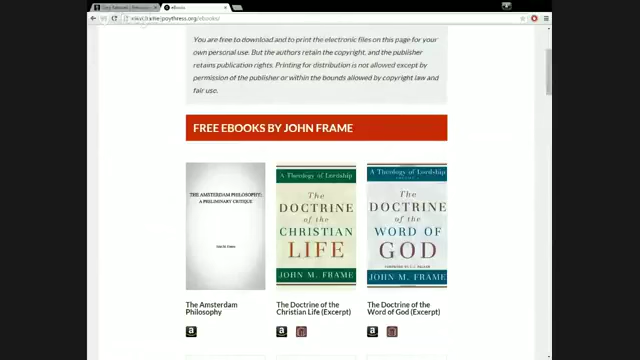 eBooks
You are free to download and to print the electronic files on this page for your
own personal use. But the authors retain the copyright, and the publisher
retains publication rights. Printing for distribution is not allowed except by
permission of the publisher or within the bounds allowed by copyright law and
fair use.
FREE EBOOKS BY JOHN FRAME
THE AMSTERDAM PHILOSOPHY:
A PRELIMINARY CRITIQUE
John M. Frame
A Theology of Lordship
The
DOCTRINE
of the
CHRISTIAN
LIFE
JOHN M. FRAME
A Theology of Lordship
The
DOCTRINE
of the
WORD OF
GOD
JOHN M. FRAME
The Amsterdam
Philosophy
The Doctrine of the
Christian Life (Excerpt)
The Doctrine of the
Word of God (Excerpt)